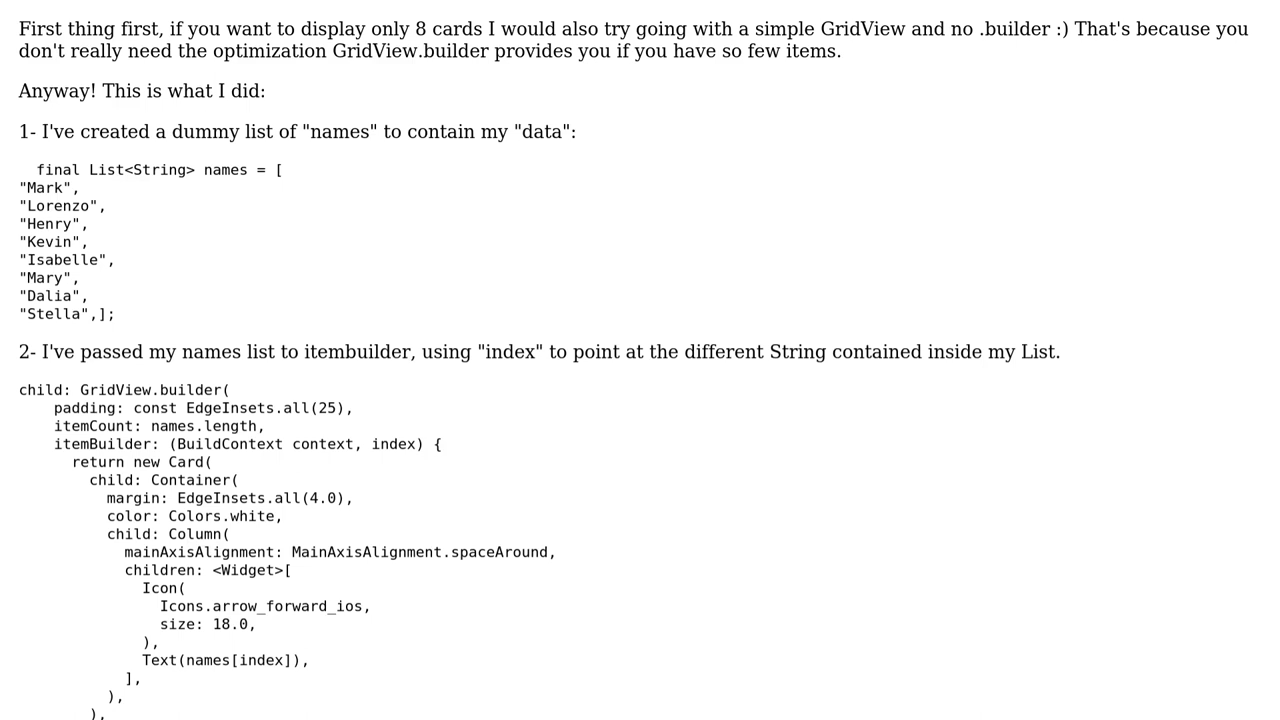 First thing first, if you want to display only 8 cards I would also try going with a simple GridView and no .builder :) That's because you
don't really need the optimization GridView.builder provides you if you have so few items.
Anyway! This is what I did:
1- I've created a dummy list of "names" to contain my "data":
  final List<String> names = [
"Mark",
"Lorenzo",
"Henry",
"Kevin",
"Isabelle",
"Mary",
"Dalia",
"Stella",];
2- I've passed my names list to itembuilder, using "index" to point at the different String contained inside my List.
child: GridView.builder(
    padding: const EdgeInsets.all(25),
    itemCount: names.length,
    itemBuilder: (BuildContext context, index) {
      return new Card(
        child: Container(
          margin: EdgeInsets.all(4.0),
          color: Colors.white,
          child: Column(
            mainAxisAlignment: MainAxisAlignment.spaceAround,
            children: <Widget>[
              Icon(
                Icons.arrow_forward_ios,
                size: 18.0,
              ),
              Text(names[index]),
            ],
          ),
        ),